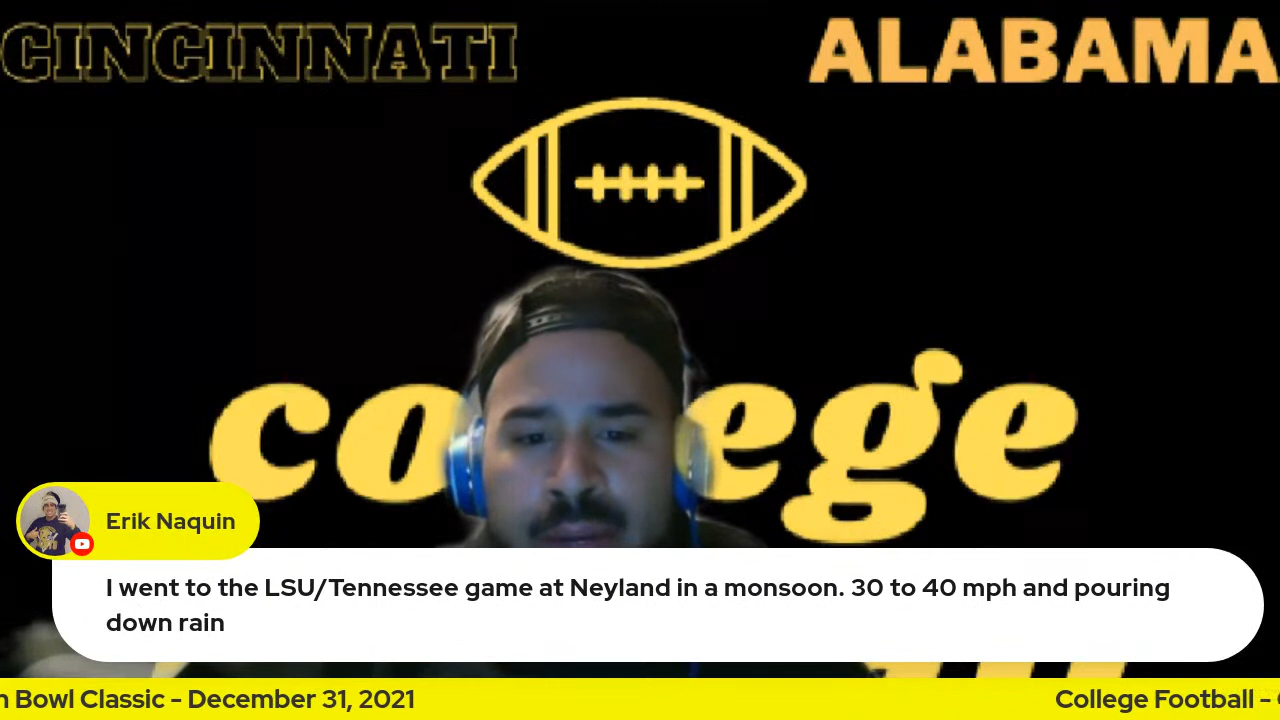 CINCINNATI
ALABAMA
Erik Naquin
I went to the LSU/Tennessee game at Neyland in a monsoon. 30 to 40 mph and pouring
down rain
Bowl Classic - December 31, 2021
College Football -